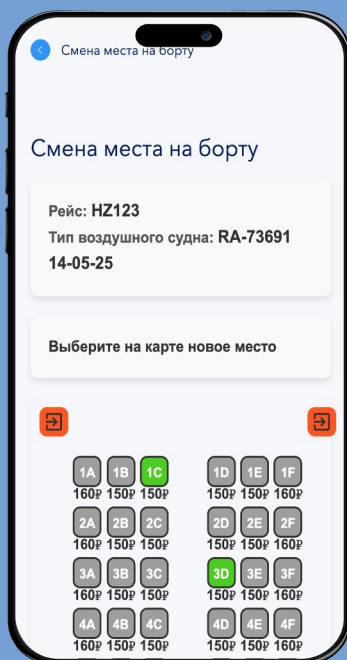 Смена места на борту
Смена места на борту
Рейс: HZ123
Тип воздушного судна: RA-73691
14-05-25
Выберите на карте новое место
1A 1B 1C 1D 1E 1F
160₽ 150₽ 150₽ 150₽ 150₽ 160₽
2A 2B 2C 2D 2E 2F
160₽ 150₽ 150₽ 150₽ 150₽ 160₽
3A 3B 3C 3D 3E 3F
160₽ 150₽ 150₽ 150₽ 150₽ 160₽
4A 4B 4C 4D 4E 4F
160₽ 150₽ 150₽ 150₽ 150₽ 160₽